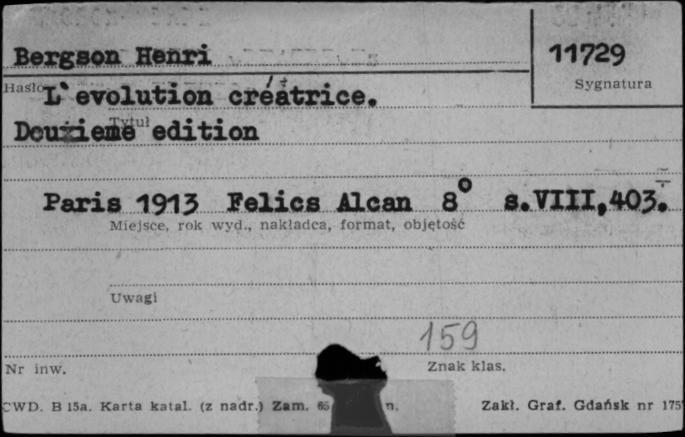 Bergson Henri
11729
Hasło
Sygnatura
L`evolution créatrice.
Tytuł
Deuxieme edition
Paris 1913 Felics Alcan 8° s.VIII,403.
Miejsce, rok wyd., nakładca, format, objętość
Uwagi
159
Nr inw.
Znak klas.
CWD. B 15a. Karta katal. (z nadr.) Zam. 65 n.
Zakł. Graf. Gdańsk nr 175